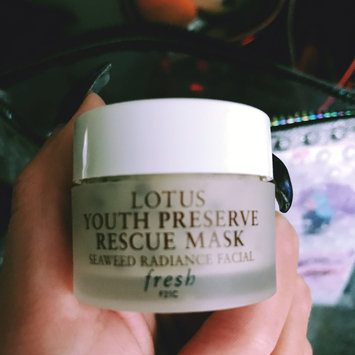 LOTUS
YOUTH PRESERVE
RESCUE MASK
SEAWEED RADIANCE FACIAL
fresh